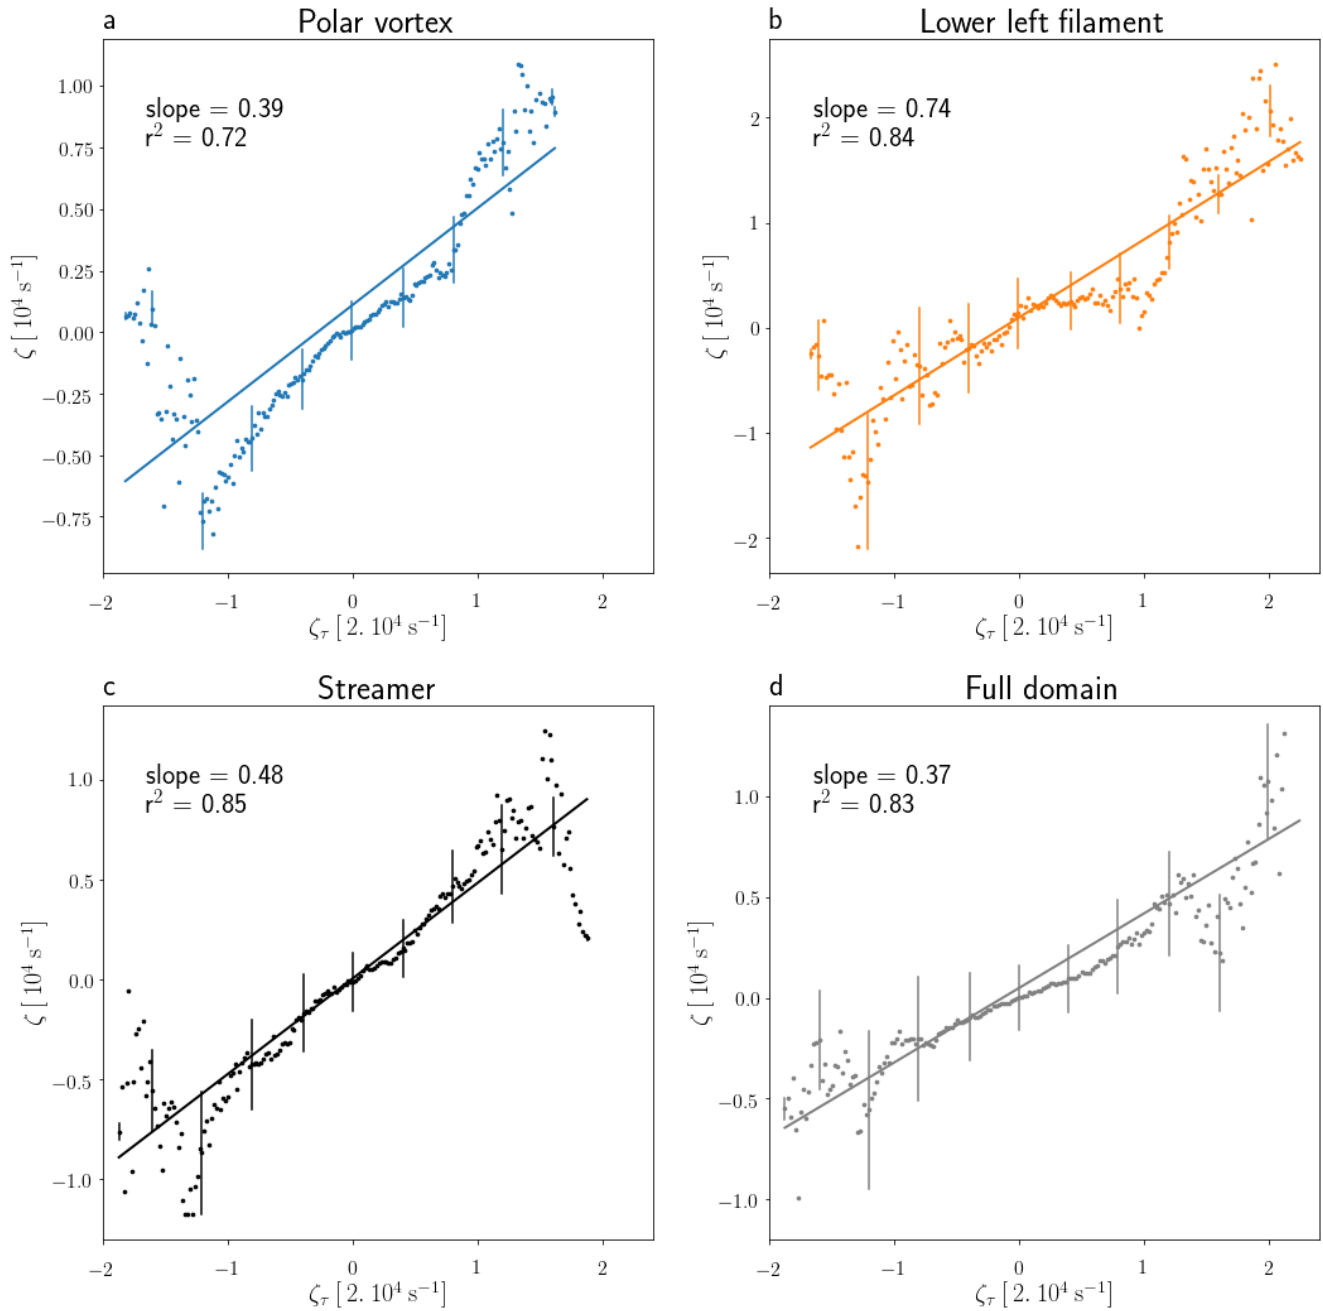 a
Polar vortex
slope = 0.39
r² = 0.72
1.00
0.75
0.50
0.25
0.00
−0.25
−0.50
−0.75
ζ [10⁴ s⁻¹]
−2 −1 0 1 2
ζτ [2. 10⁴ s⁻¹]
b
Lower left filament
slope = 0.74
r² = 0.84
2
1
0
−1
−2
ζ [10⁴ s⁻¹]
−2 −1 0 1 2
ζτ [2. 10⁴ s⁻¹]
c
Streamer
slope = 0.48
r² = 0.85
1.0
0.5
0.0
−0.5
−1.0
ζ [10⁴ s⁻¹]
−2 −1 0 1 2
ζτ [2. 10⁴ s⁻¹]
d
Full domain
slope = 0.37
r² = 0.83
1.0
0.5
0.0
−0.5
−1.0
ζ [10⁴ s⁻¹]
−2 −1 0 1 2
ζτ [2. 10⁴ s⁻¹]